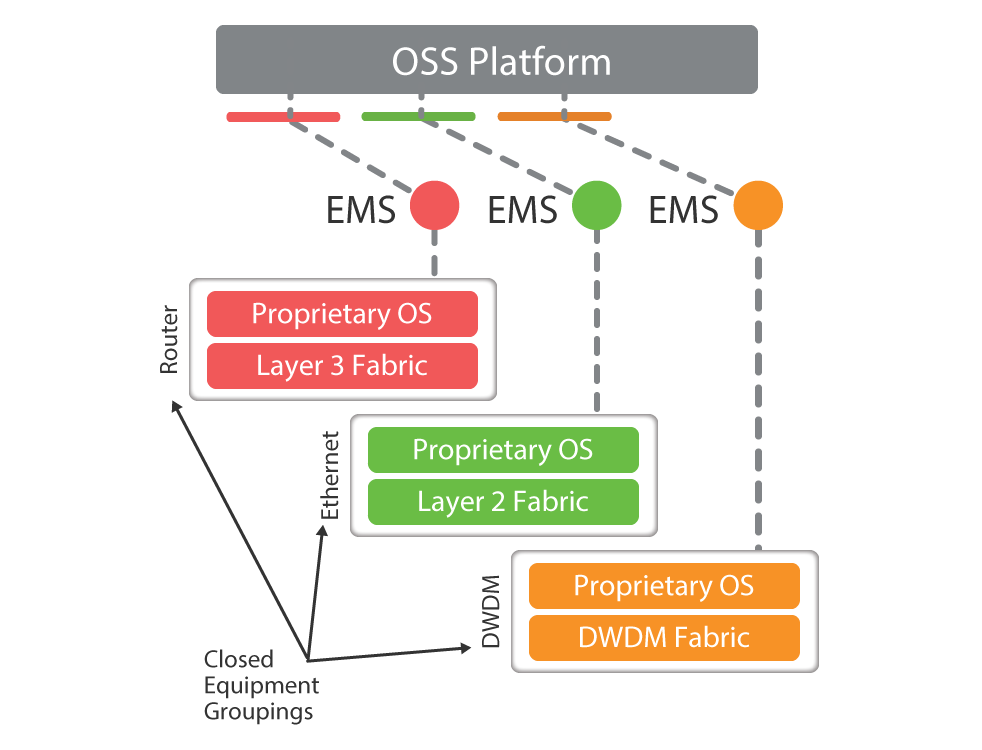 OSS Platform
EMS
EMS
EMS
Router
Proprietary OS
Layer 3 Fabric
Ethernet
Proprietary OS
Layer 2 Fabric
DWDM
Proprietary OS
DWDM Fabric
Closed
Equipment
Groupings